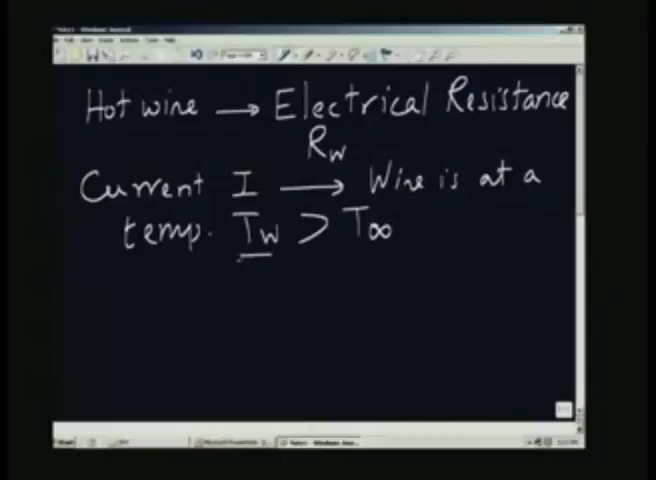 Hot wire → Electrical Resistance
Rw
Current I → Wire is at a
temp. Tw > T∞